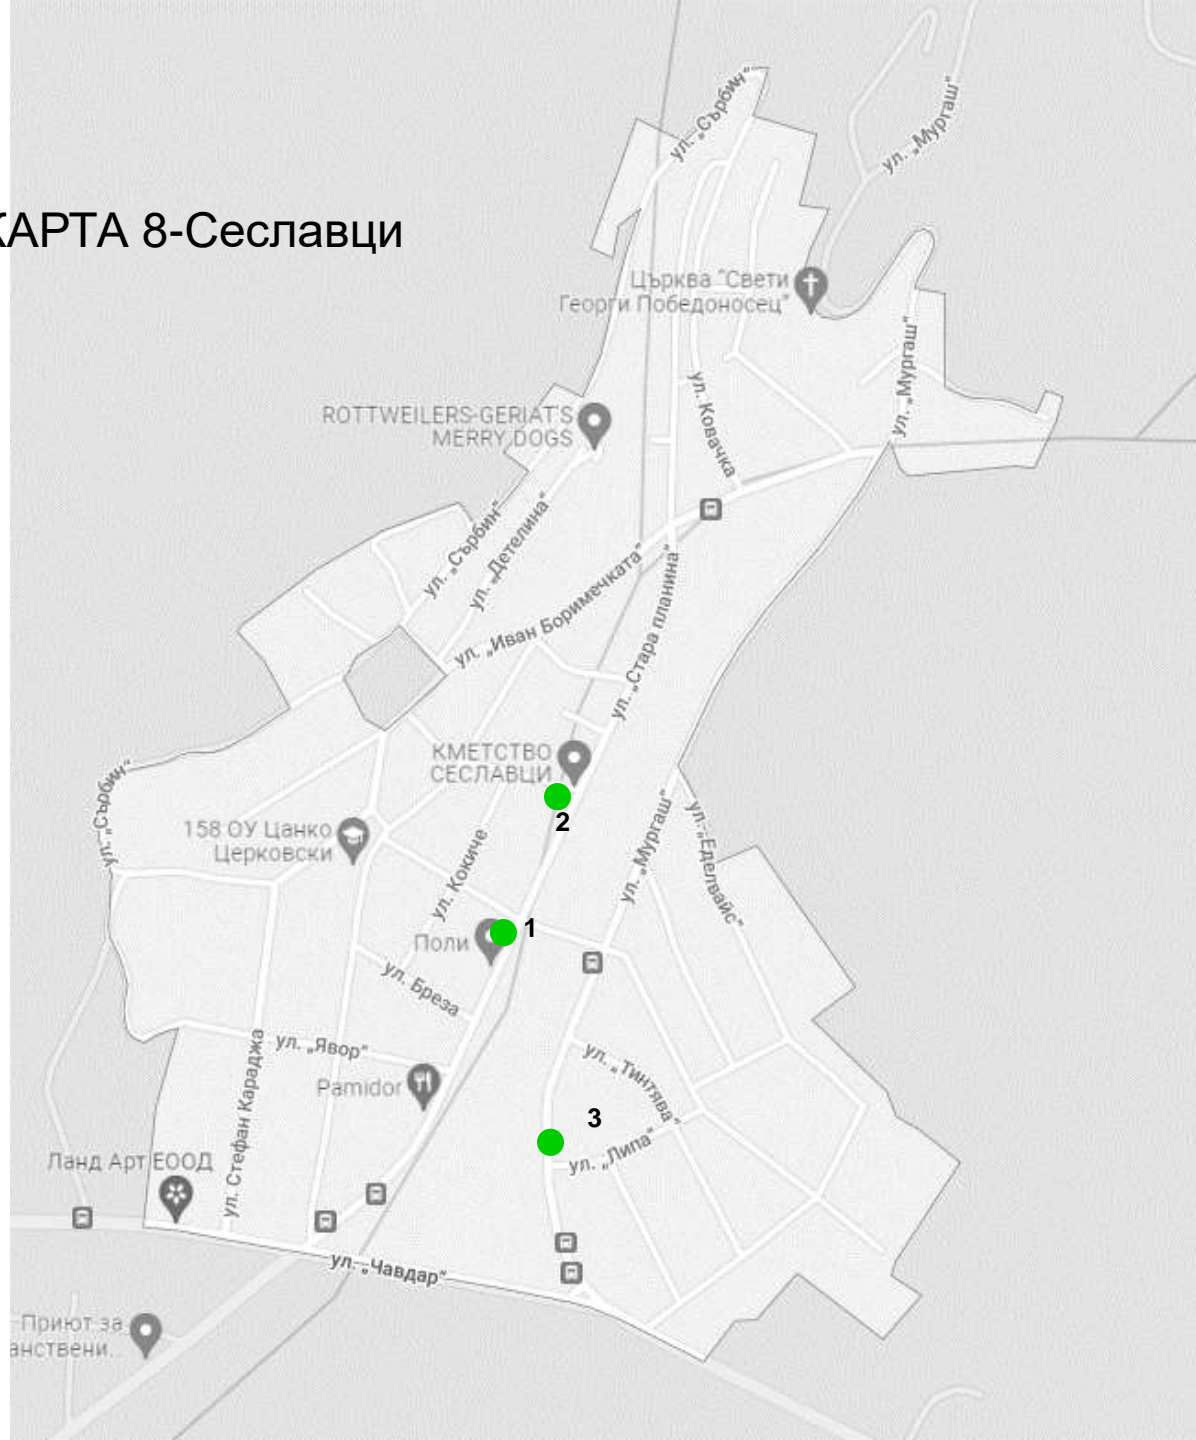 ул. „Сърбин“
ул. „Мургаш“
КАРТА 8-Сеславци
Църква "Свети
Георги Победоносец"
ул. „Мургаш“
ул. Ковачка
ROTTWEILERS-GERIAT'S
MERRY DOGS
ул. „Сърбин“
ул. „Детелина“
ул. „Иван Боримечката“
ул. „Стара планина“
КМЕТСТВО
СЕСЛАВЦИ
2
ул. „Сърбин“
158 ОУ Цанко
Церковски
ул. Кокиче
ул. „Мургаш“
ул. „Еделвайс“
Поли
1
ул. Бреза
ул. „Явор“
Pamidor
ул. „Тинтява“
3
ул. „Липа“
ул. Стефан Караджа
Ланд Арт ЕООД
ул. „Чавдар“
Приют за
анствени...